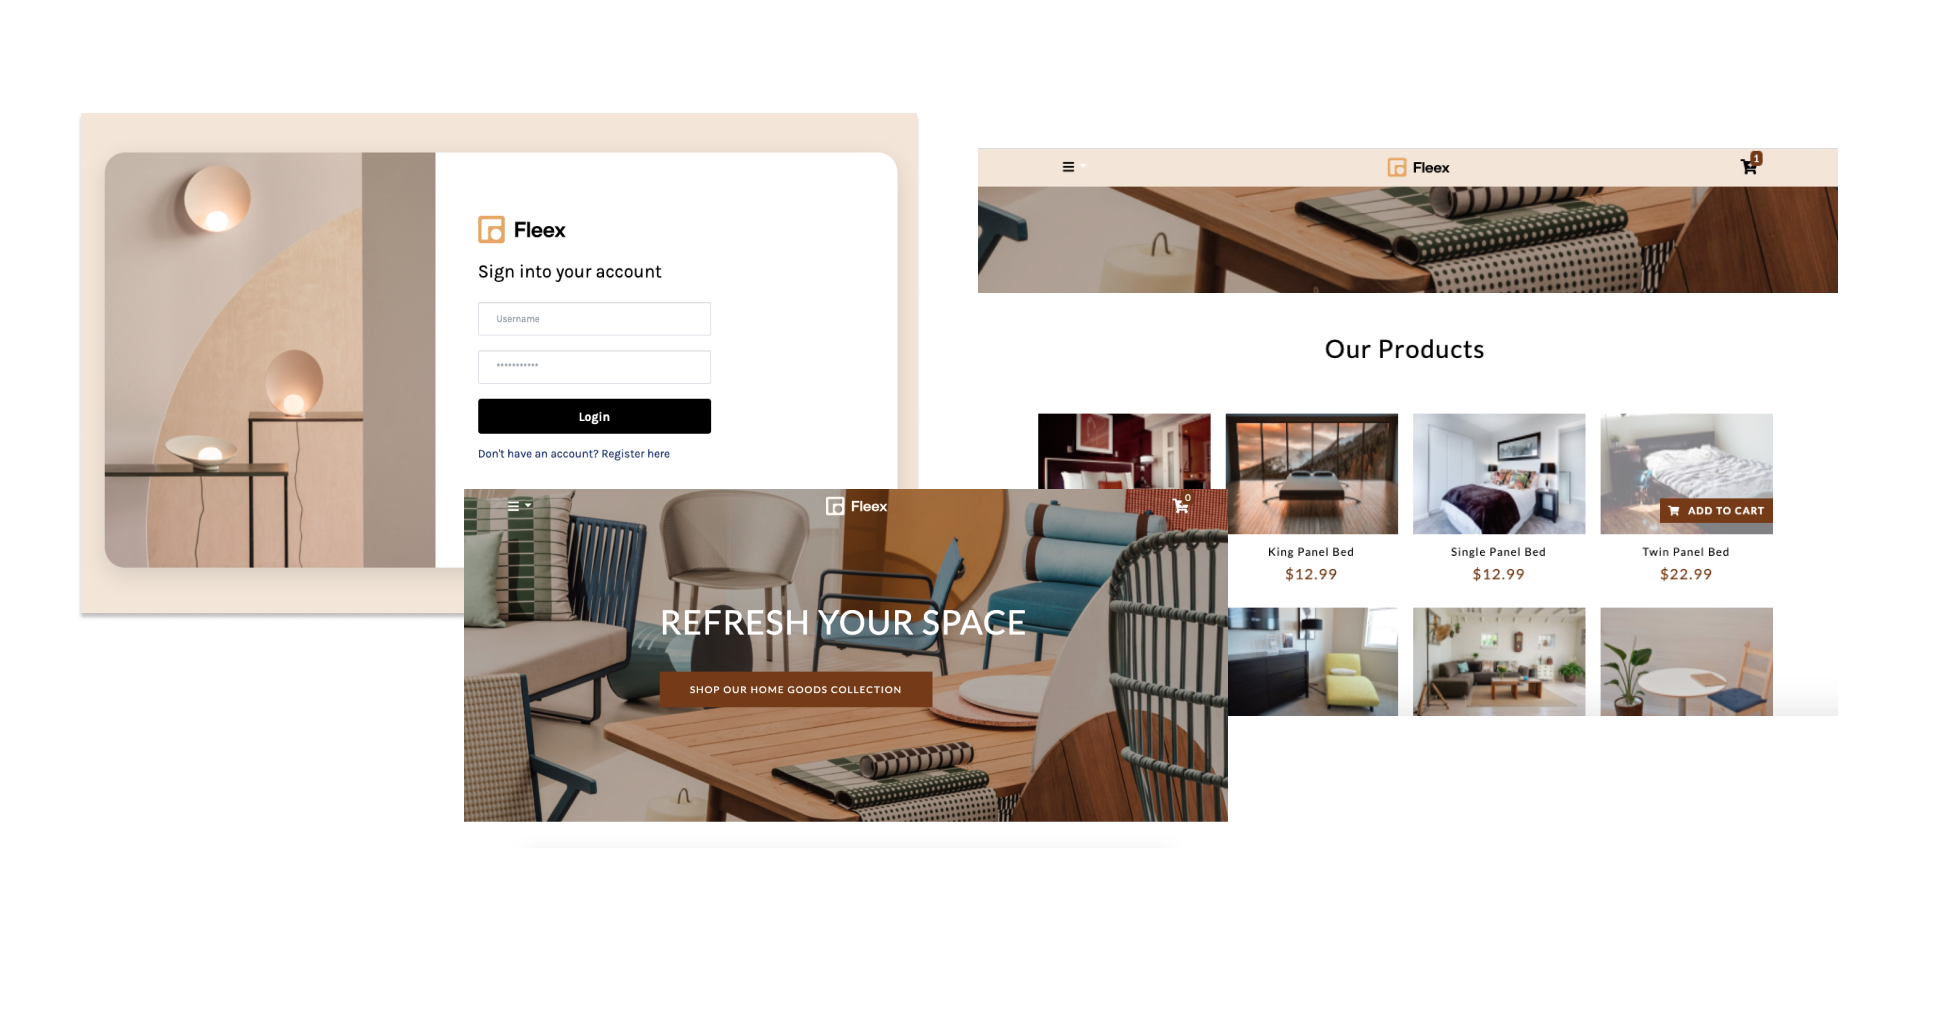 Fleex
Sign into your account
Username
***********
Login
Don't have an account? Register here
Fleex
1
Our Products
ADD TO CART
King Panel Bed
Single Panel Bed
Twin Panel Bed
$12.99
$12.99
$22.99
Fleex
0
REFRESH YOUR SPACE
SHOP OUR HOME GOODS COLLECTION